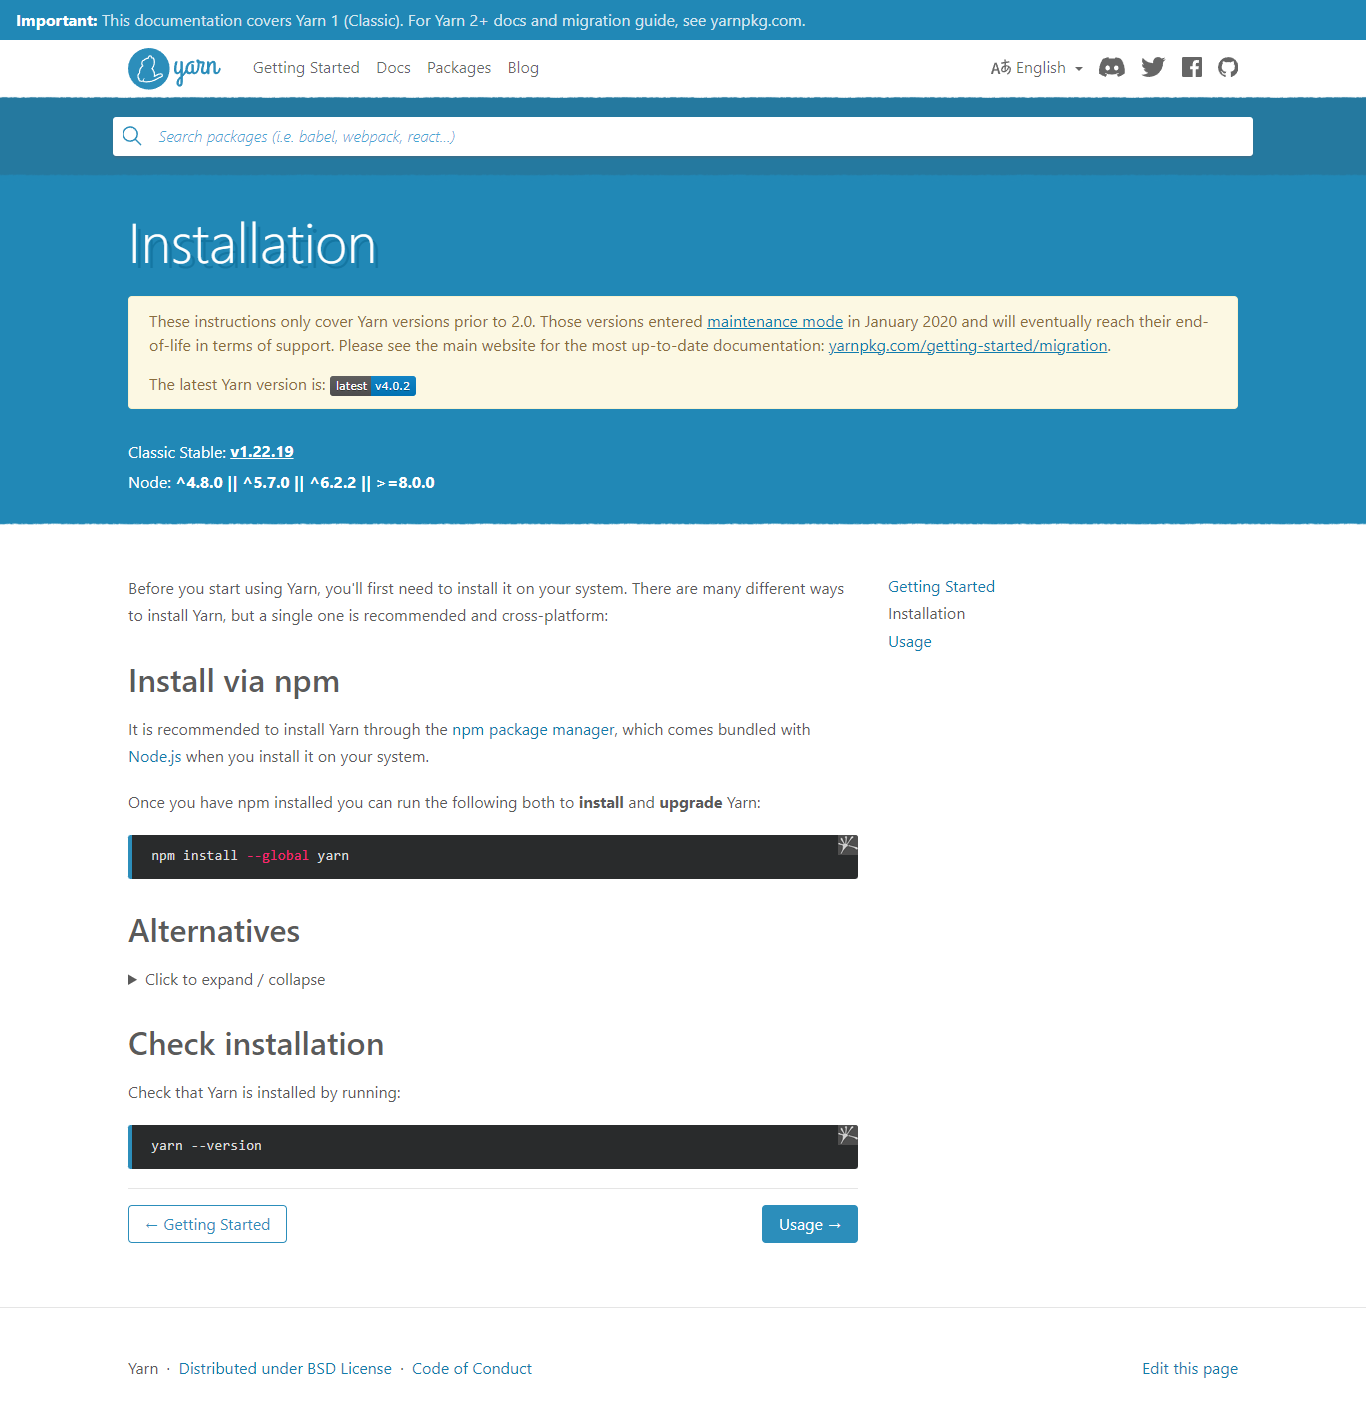 Important: This documentation covers Yarn 1 (Classic). For Yarn 2+ docs and migration guide, see yarnpkg.com.
yarn Getting Started Docs Packages Blog Aあ English
Search packages (i.e. babel, webpack, react...)
Installation
These instructions only cover Yarn versions prior to 2.0. Those versions entered maintenance mode in January 2020 and will eventually reach their end-
of-life in terms of support. Please see the main website for the most up-to-date documentation: yarnpkg.com/getting-started/migration.
The latest Yarn version is: latest v4.0.2
Classic Stable: v1.22.19
Node: ^4.8.0 || ^5.7.0 || ^6.2.2 || >=8.0.0
Before you start using Yarn, you'll first need to install it on your system. There are many different ways
to install Yarn, but a single one is recommended and cross-platform:
Getting Started
Installation
Usage
Install via npm
It is recommended to install Yarn through the npm package manager, which comes bundled with
Node.js when you install it on your system.
Once you have npm installed you can run the following both to install and upgrade Yarn:
npm install --global yarn
Alternatives
Click to expand / collapse
Check installation
Check that Yarn is installed by running:
yarn --version
← Getting Started
Usage →
Yarn · Distributed under BSD License · Code of Conduct
Edit this page